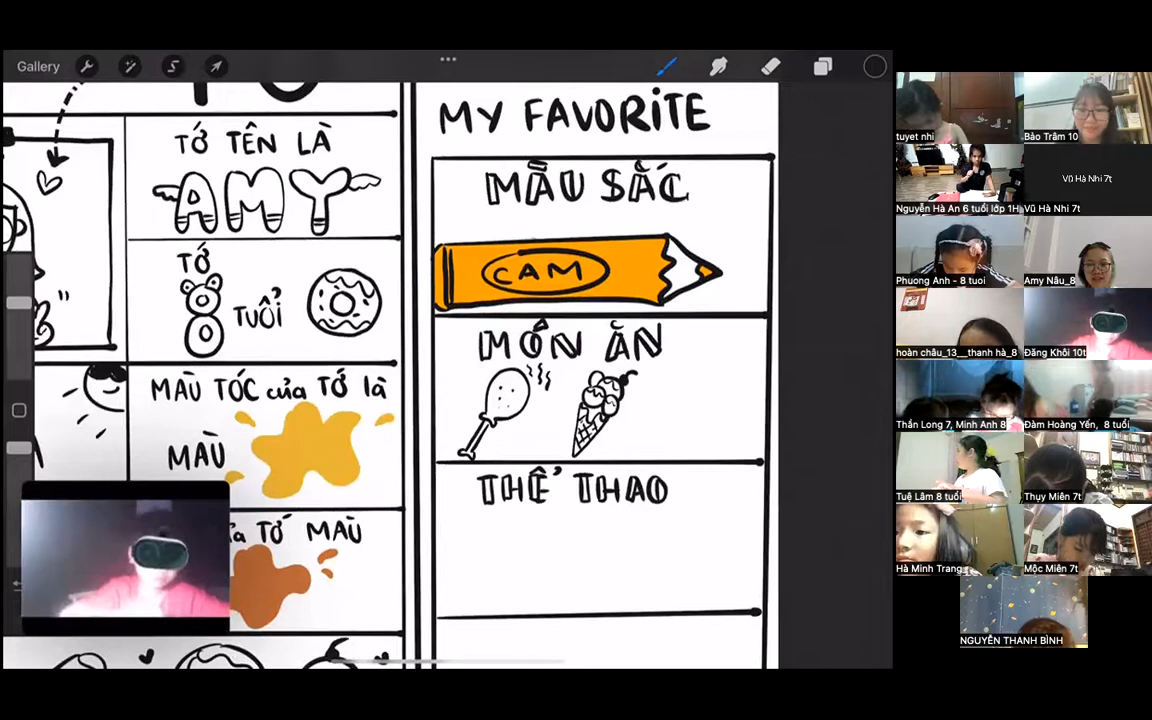 Gallery
TỚ TÊN LÀ
AMY
TỚ
8 TUỔI
MÀU TÓC của TỚ là
MÀU
ủa TỚ MÀU
MY FAVORiTE
MÀU SẮC
CAM
MÓN ĂN
THỂ THAO
tuyet nhi
Bảo Trâm 10
Nguyễn Hà An 6 tuổi lớp 1H
Vũ Hà Nhi 7t
Vũ Hà Nhi 7t
Phuong Anh - 8 tuoi
Amy Nâu_8
hoàn châu_13__thanh hà_8
Đăng Khôi 10t
Thần Long 7, Minh Anh 8
Đàm Hoàng Yến, 8 tuổi
Tuệ Lâm 8 tuổi
Thụy Miên 7t
Hà Minh Trang
Mộc Miên 7t
NGUYỄN THANH BÌNH